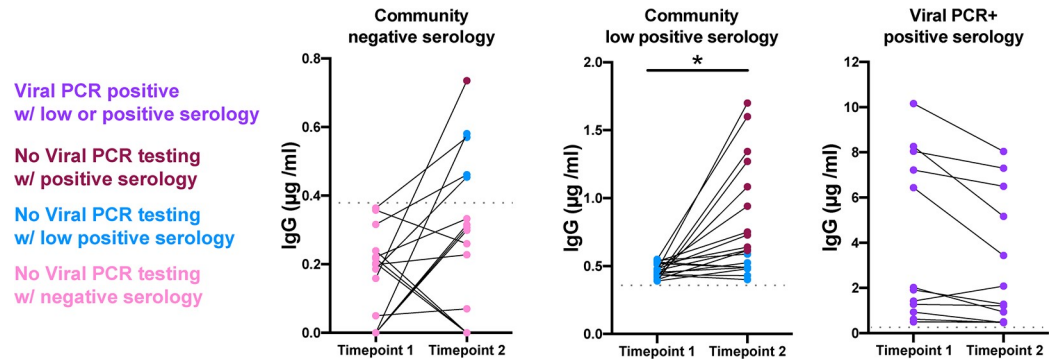 Viral PCR positive
w/ low or positive serology
No Viral PCR testing
w/ positive serology
No Viral PCR testing
w/ low positive serology
No Viral PCR testing
w/ negative serology
Community
negative serology
IgG (µg /ml)
0.8
0.6
0.4
0.2
0.0
Timepoint 1 Timepoint 2
Community
low positive serology
*
IgG (µg /ml)
2.0
1.5
1.0
0.5
0.0
Timepoint 1 Timepoint 2
Viral PCR+
positive serology
IgG (µg /ml)
12
10
8
6
4
2
0
Timepoint 1 Timepoint 2